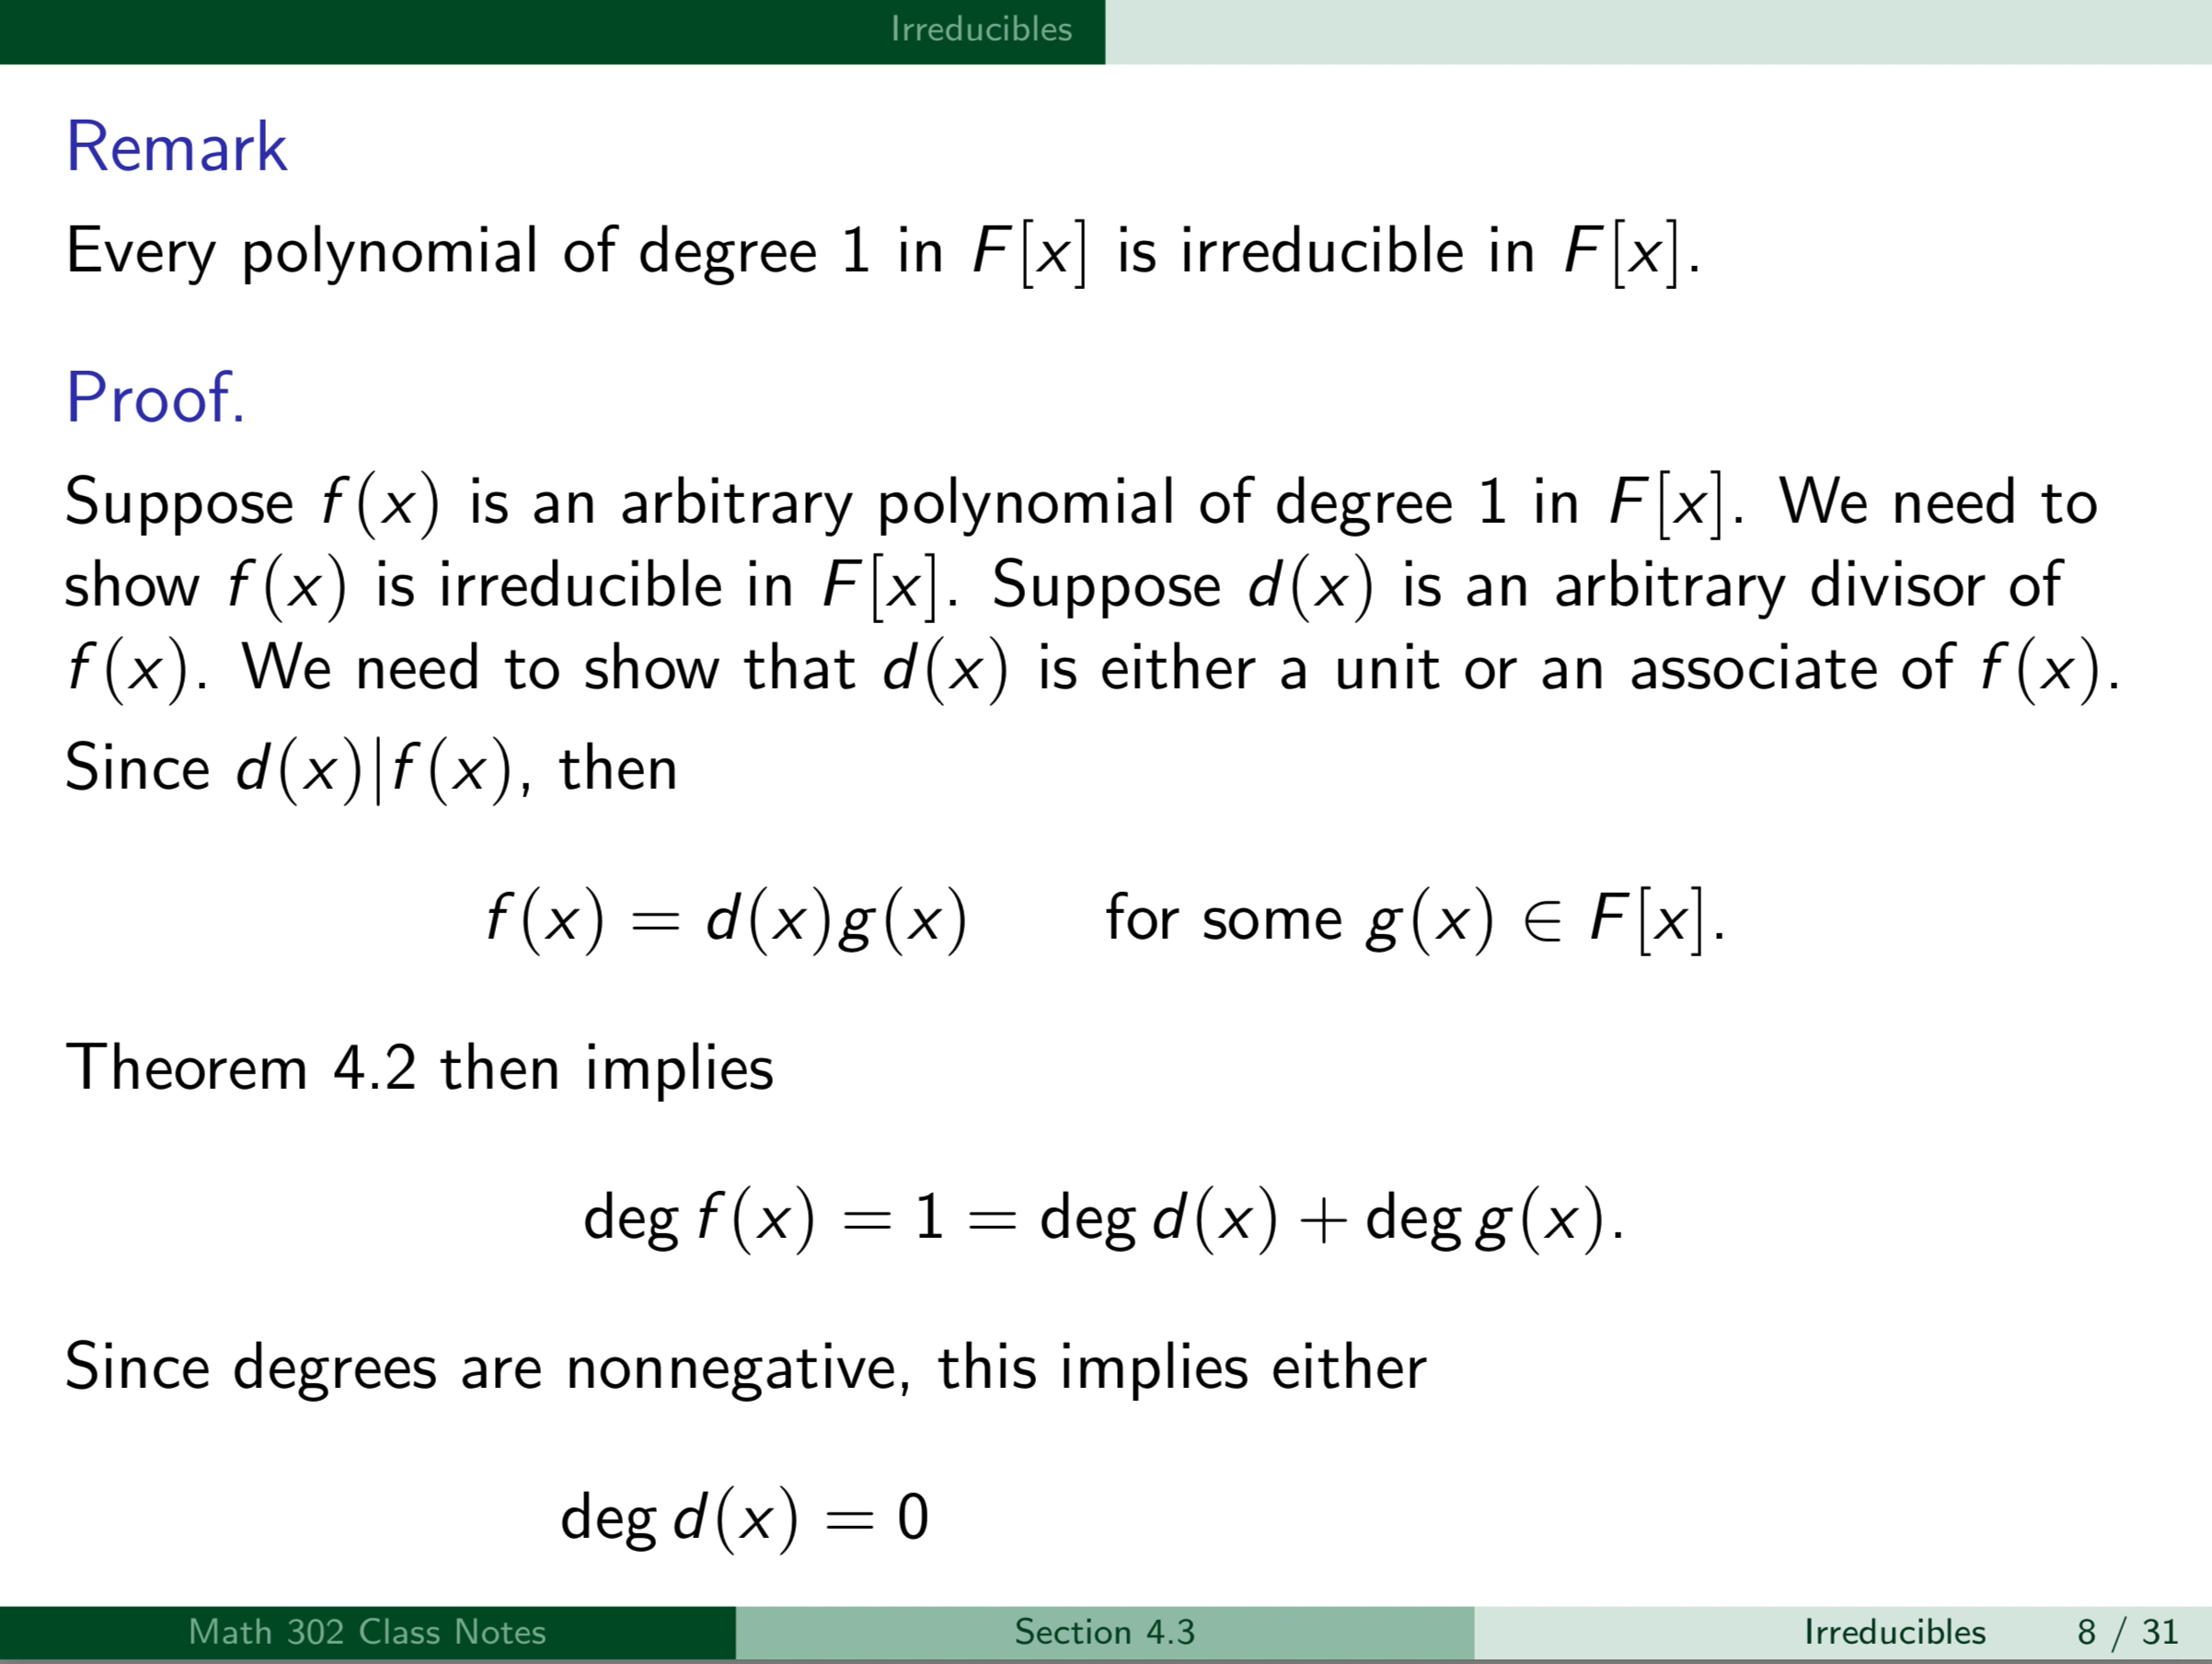 Irreducibles
Remark
Every polynomial of degree 1 in F[x] is irreducible in F[x].
Proof.
Suppose f(x) is an arbitrary polynomial of degree 1 in F[x]. We need to
show f(x) is irreducible in F[x]. Suppose d(x) is an arbitrary divisor of
f(x). We need to show that d(x) is either a unit or an associate of f(x).
Since d(x)|f(x), then
f(x) = d(x)g(x) for some g(x) ∈ F[x].
Theorem 4.2 then implies
deg f(x) = 1 = deg d(x) + deg g(x).
Since degrees are nonnegative, this implies either
deg d(x) = 0
Math 302 Class Notes Section 4.3 Irreducibles 8 / 31